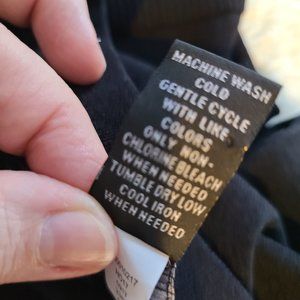 MACHINE WASH
COLD
GENTLE CYCLE
WITH LIKE
COLORS
ONLY NON-
CHLORINE BLEACH
WHEN NEEDED
TUMBLE DRY LOW
COOL IRON
WHEN NEEDED